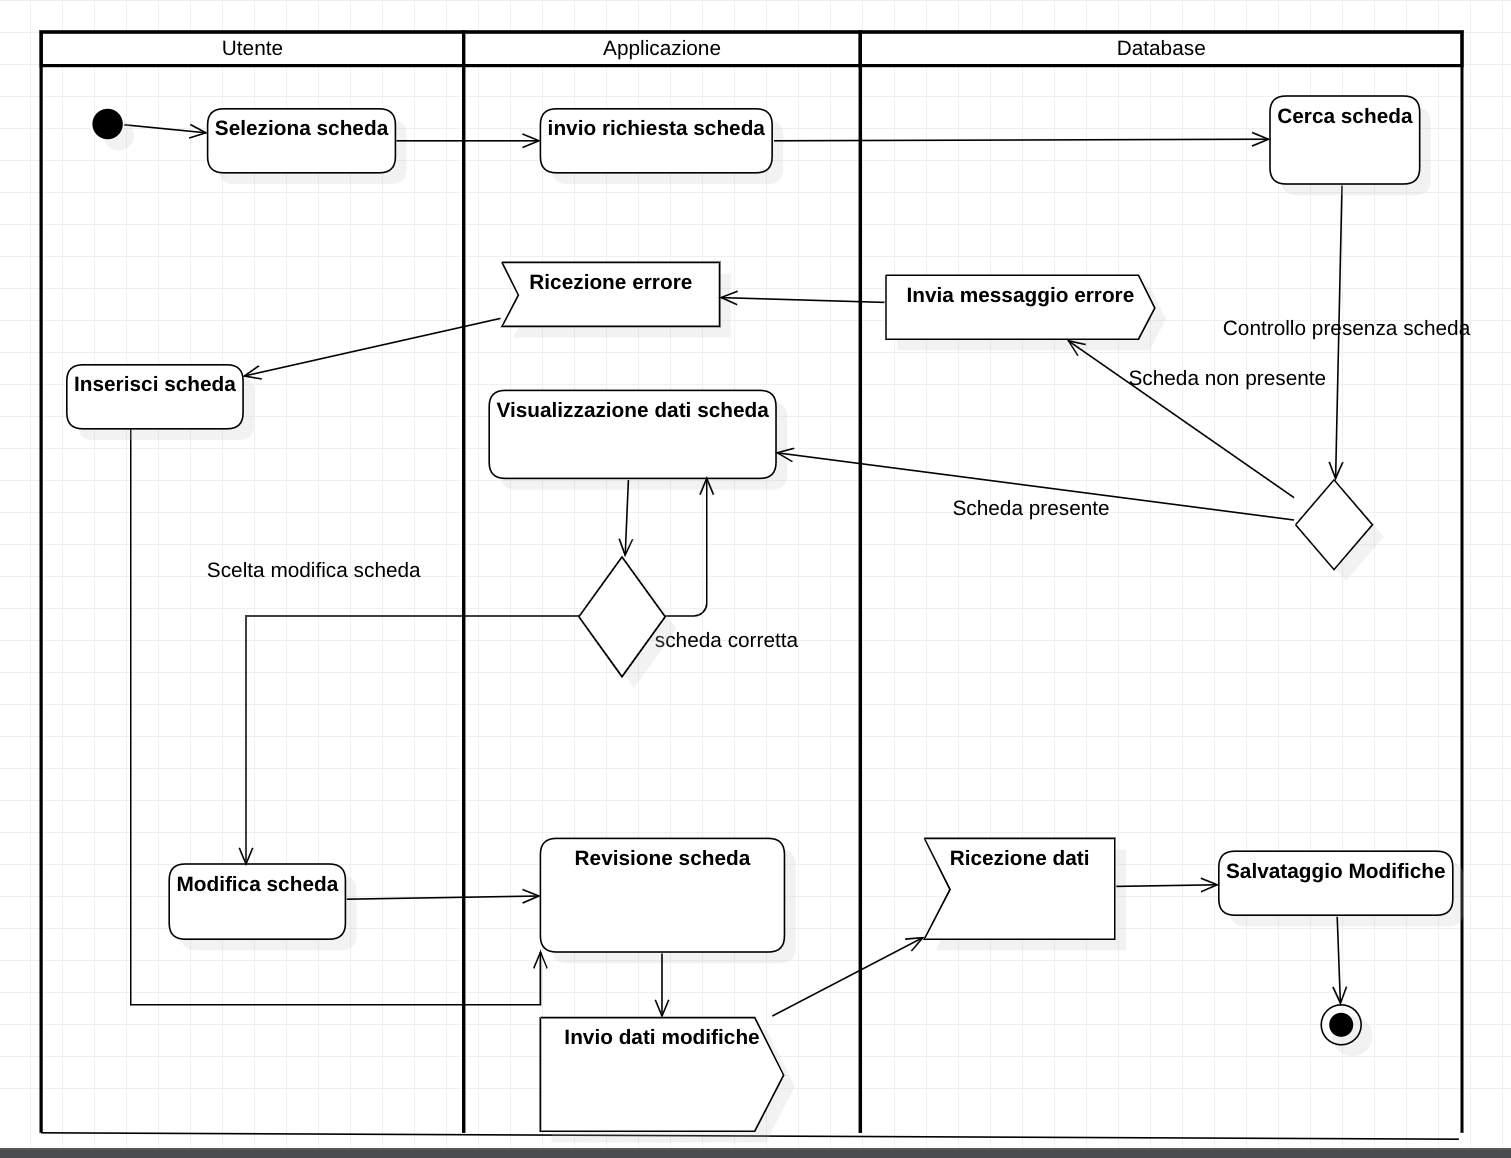 Utente
Applicazione
Database
Seleziona scheda
invio richiesta scheda
Cerca scheda
Ricezione errore
Invia messaggio errore
Controllo presenza scheda
Inserisci scheda
Scheda non presente
Visualizzazione dati scheda
Scheda presente
Scelta modifica scheda
scheda corretta
Modifica scheda
Revisione scheda
Ricezione dati
Salvataggio Modifiche
Invio dati modifiche